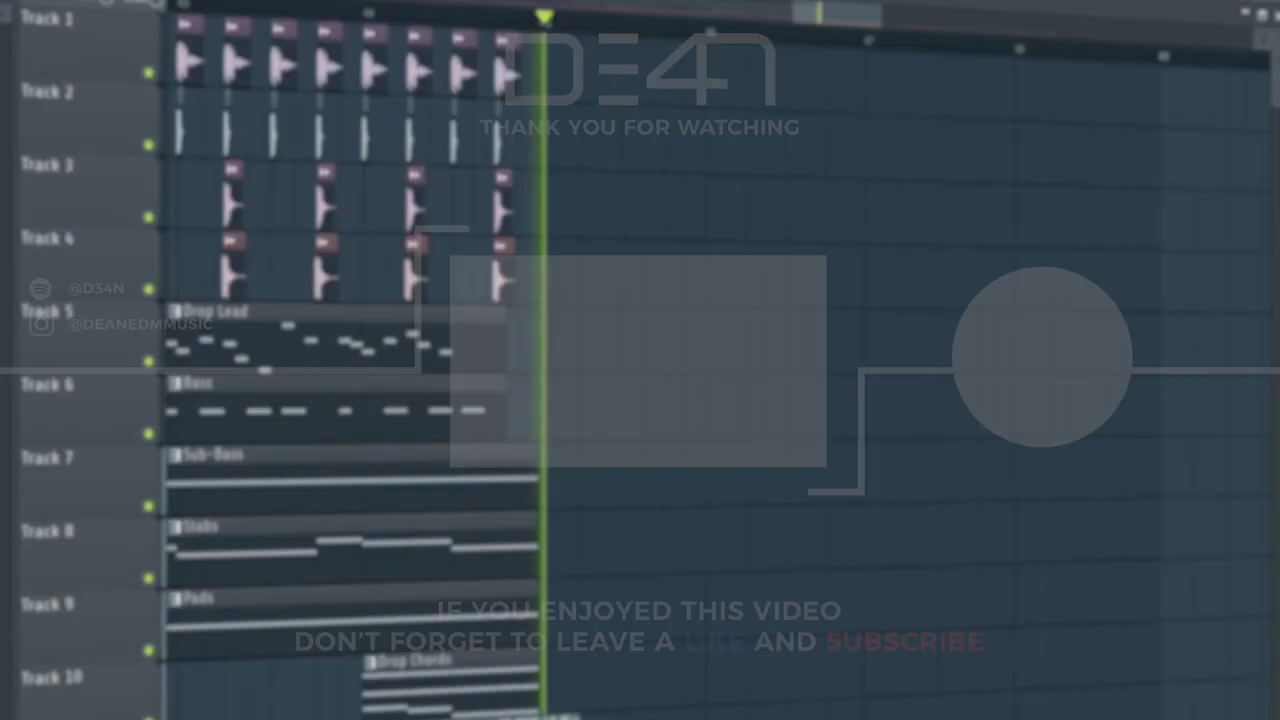 Track 1
DE4N
THANK YOU FOR WATCHING
Track 2
Track 3
Track 4
@D34N
Track 5
Drop Lead
@DEANEDMMUSIC
Track 6
Bass
Track 7
Sub-Bass
Track 8
Stabs
Track 9
Pads
IF YOU ENJOYED THIS VIDEO
DON'T FORGET TO LEAVE A LIKE AND SUBSCRIBE
Track 10
Drop Chords